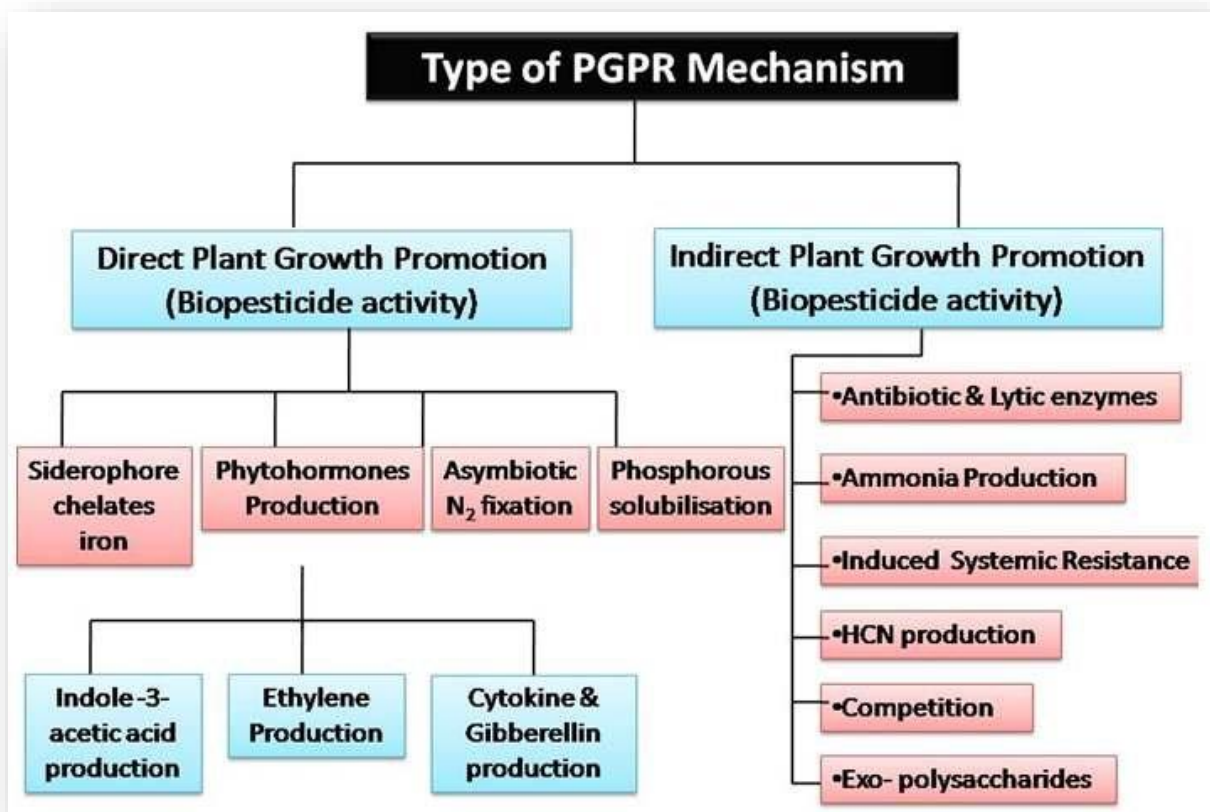 Type of PGPR Mechanism
Direct Plant Growth Promotion
(Biopesticide activity)
Indirect Plant Growth Promotion
(Biopesticide activity)
Siderophore
chelates
iron
Phytohormones
Production
Asymbiotic
N₂ fixation
Phosphorous
solubilisation
Indole -3-
acetic acid
production
Ethylene
Production
Cytokine &
Gibberellin
production
•Antibiotic & Lytic enzymes
•Ammonia Production
•Induced Systemic Resistance
•HCN production
•Competition
•Exo- polysaccharides